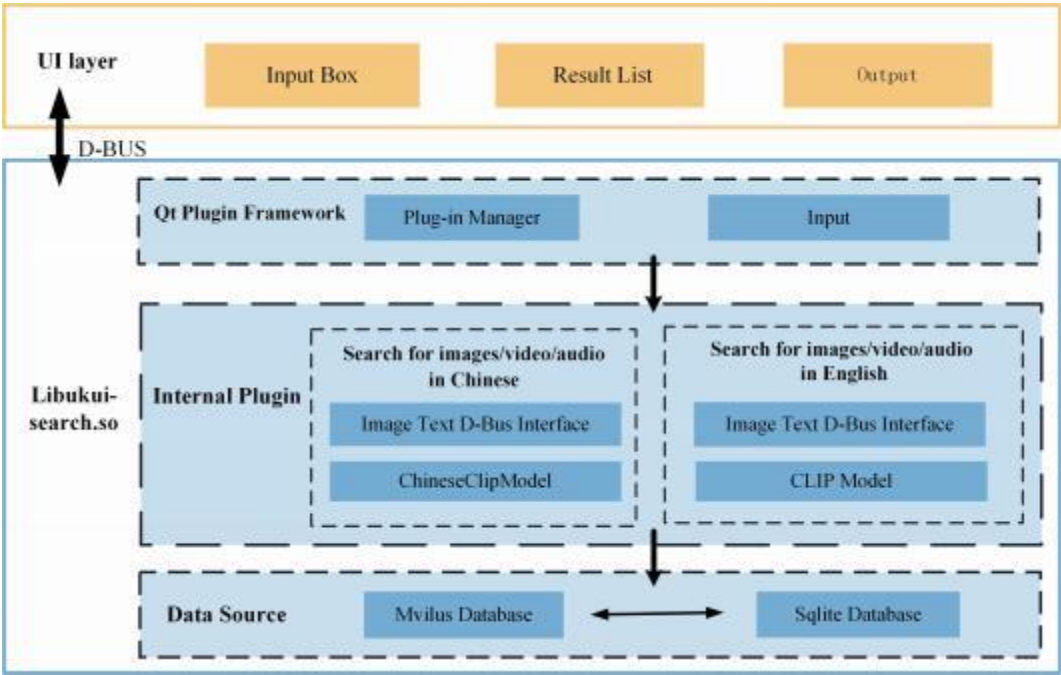 UI layer
Input Box
Result List
Output
D-BUS
Qt Plugin Framework
Plug-in Manager
Input
Libukui-
search.so
Internal Plugin
Search for images/video/audio
in Chinese
Image Text D-Bus Interface
ChineseClipModel
Search for images/video/audio
in English
Image Text D-Bus Interface
CLIP Model
Data Source
Mvilus Database
Sqlite Database